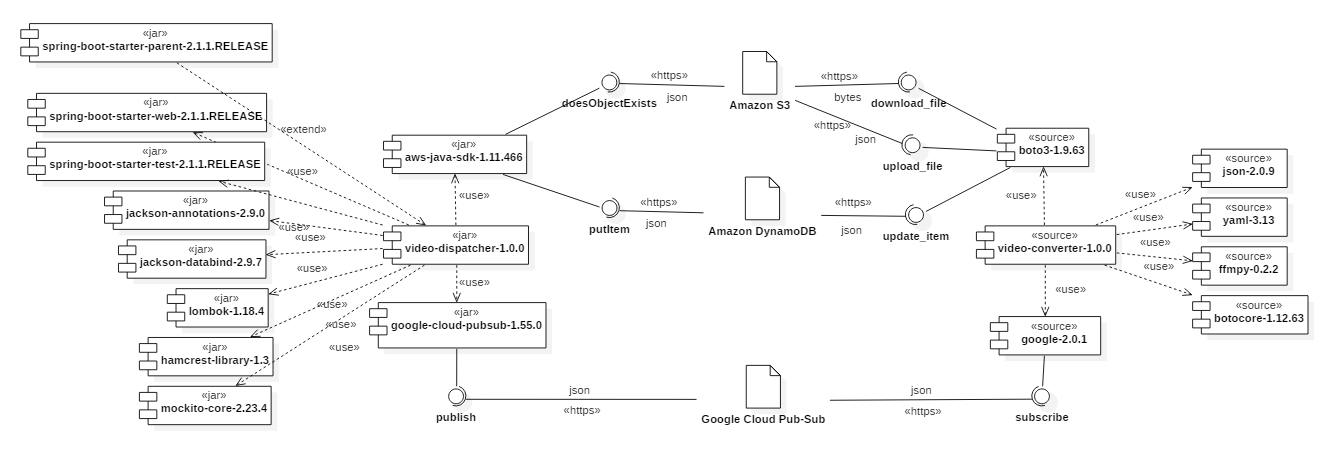 «jar»
spring-boot-starter-parent-2.1.1.RELEASE
«jar»
spring-boot-starter-web-2.1.1.RELEASE
«jar»
spring-boot-starter-test-2.1.1.RELEASE
«jar»
jackson-annotations-2.9.0
«jar»
jackson-databind-2.9.7
«jar»
lombok-1.18.4
«jar»
hamcrest-library-1.3
«jar»
mockito-core-2.23.4
«extend»
«use»
«use»
«use»
«use»
«use»
«use»
«use»
«jar»
aws-java-sdk-1.11.466
«use»
«jar»
video-dispatcher-1.0.0
«use»
«jar»
google-cloud-pubsub-1.55.0
publish
doesObjectExists
«https»
json
putItem
«https»
json
Amazon S3
Amazon DynamoDB
json
«https»
Google Cloud Pub-Sub
«https»
bytes
download_file
«https»
json
upload_file
«https»
json
update_item
json
«https»
subscribe
«source»
boto3-1.9.63
«use»
«source»
video-converter-1.0.0
«use»
«source»
google-2.0.1
«use»
«use»
«use»
«use»
«source»
json-2.0.9
«source»
yaml-3.13
«source»
ffmpy-0.2.2
«source»
botocore-1.12.63